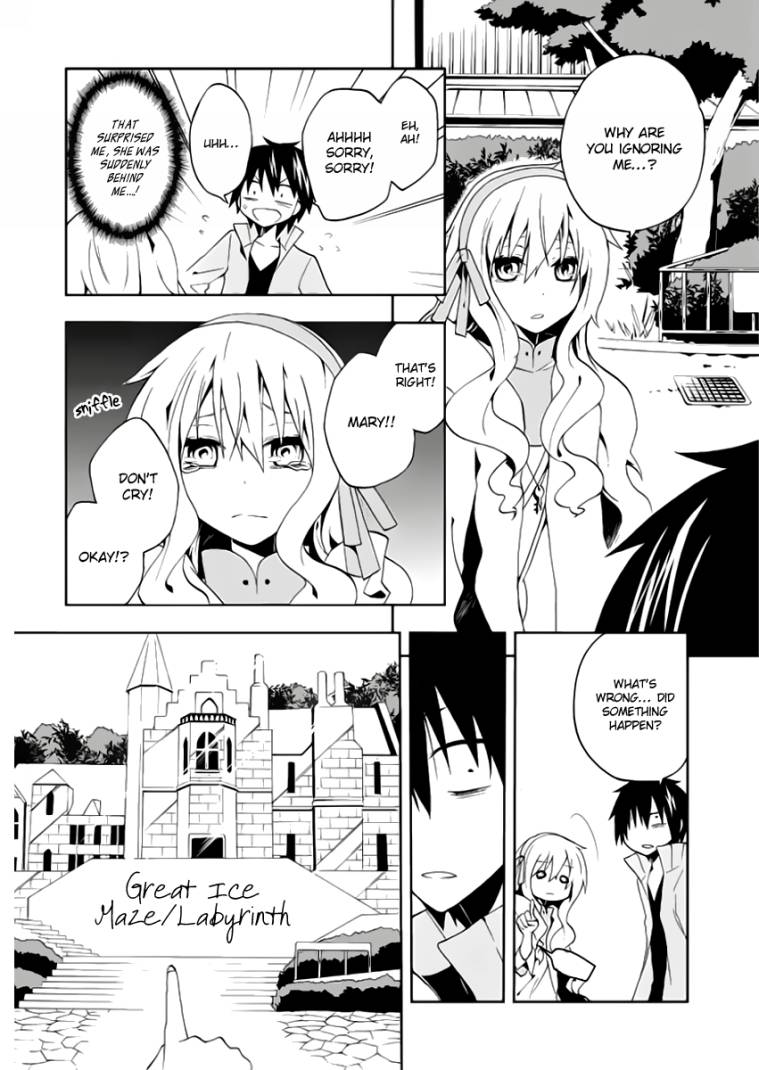 WHY ARE
YOU IGNORING
ME...?
EH,
AH!
AHHHH
SORRY,
SORRY!
UHH...
THAT
SURPRISED
ME, SHE WAS
SUDDENLY
BEHIND
ME...!
THAT'S
RIGHT!
MARY!!
sniffle
DON'T
CRY!
OKAY!?
WHAT'S
WRONG... DID
SOMETHING
HAPPEN?
Great Ice
Maze/Labyrinth